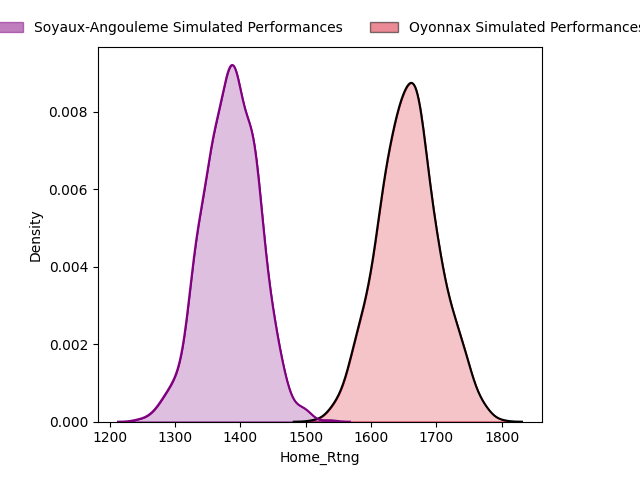 Soyaux-Angouleme Simulated Performances
Oyonnax Simulated Performances
0.008
0.006
0.004
0.002
0.000
Density
1200 1300 1400 1500 1600 1700 1800
Home_Rtng